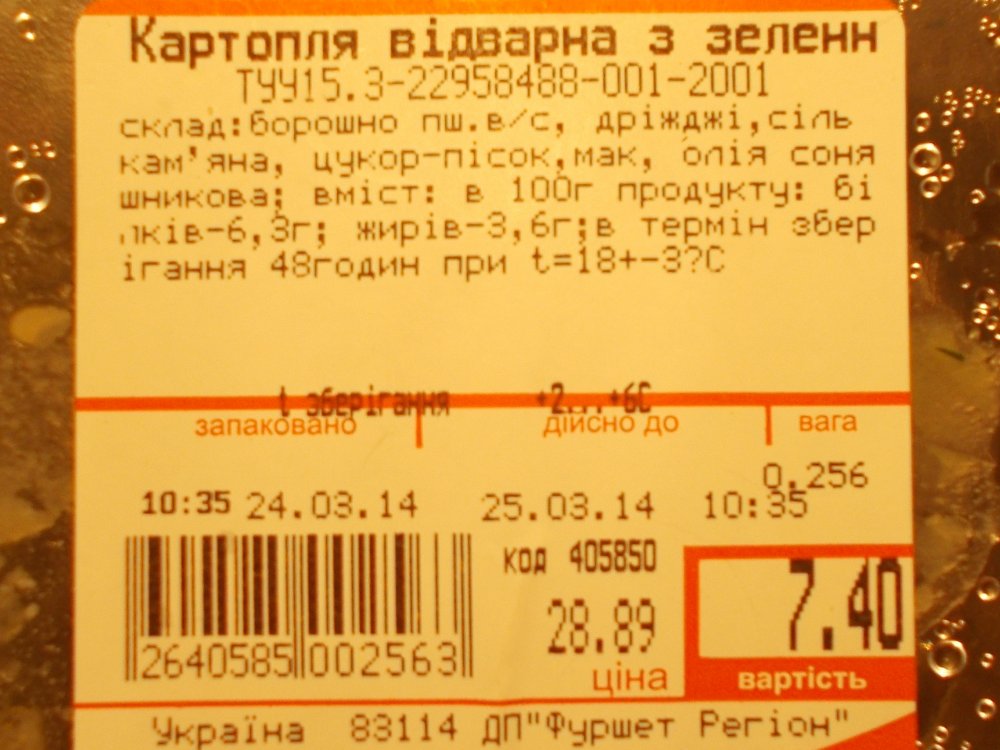 Картопля відварна з зеленн
ТУУ15.3-22958488-001-2001
склад:борошно пш.в/с, дріжджі,сіль
кам'яна, цукор-пісок,мак, олія соня
шникова; вміст: в 100г продукту: бі
лків-6,3г; жирів-3,6г;в термін збер
ігання 48годин при t=18+-3?С
t зберігання +2...+6С
запаковано дійсно до вага
0.256
10:35 24.03.14 25.03.14 10:35
код 405850
7.40
28.89
2640585 002563
ціна вартість
Україна 83114 ДП"Фуршет Регіон"